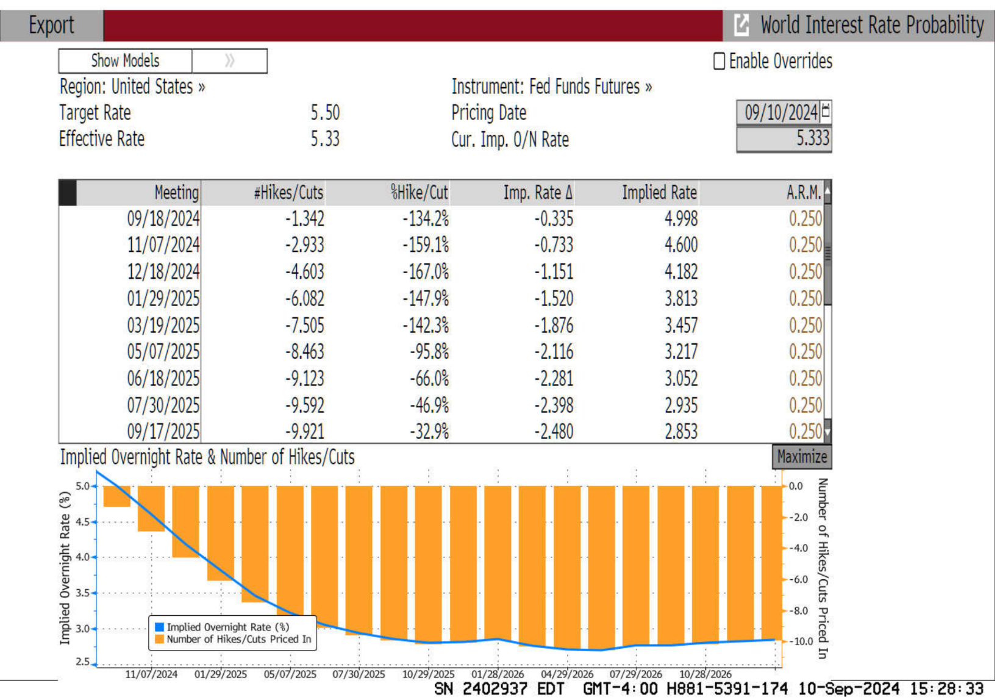 Export World Interest Rate Probability
Show Models » Enable Overrides
Region: United States » Instrument: Fed Funds Futures »
Target Rate 5.50 Pricing Date 09/10/2024
Effective Rate 5.33 Cur. Imp. O/N Rate 5.333
Meeting #Hikes/Cuts %Hike/Cut Imp. Rate Δ Implied Rate A.R.M.
09/18/2024 -1.342 -134.2% -0.335 4.998 0.250
11/07/2024 -2.933 -159.1% -0.733 4.600 0.250
12/18/2024 -4.603 -167.0% -1.151 4.182 0.250
01/29/2025 -6.082 -147.9% -1.520 3.813 0.250
03/19/2025 -7.505 -142.3% -1.876 3.457 0.250
05/07/2025 -8.463 -95.8% -2.116 3.217 0.250
06/18/2025 -9.123 -66.0% -2.281 3.052 0.250
07/30/2025 -9.592 -46.9% -2.398 2.935 0.250
09/17/2025 -9.921 -32.9% -2.480 2.853 0.250
Implied Overnight Rate & Number of Hikes/Cuts Maximize
Implied Overnight Rate (%)
5.0
4.5
4.0
3.5
3.0
2.5
Implied Overnight Rate (%)
Number of Hikes/Cuts Priced In
0.0
-2.0
-4.0
-6.0
-8.0
-10.0
Number of Hikes/Cuts Priced In
11/07/2024 01/29/2025 05/07/2025 07/30/2025 10/29/2025 01/28/2026 04/29/2026 07/29/2026 10/28/2026
SN 2402937 EDT GMT-4:00 H881-5391-174 10-Sep-2024 15:28:33